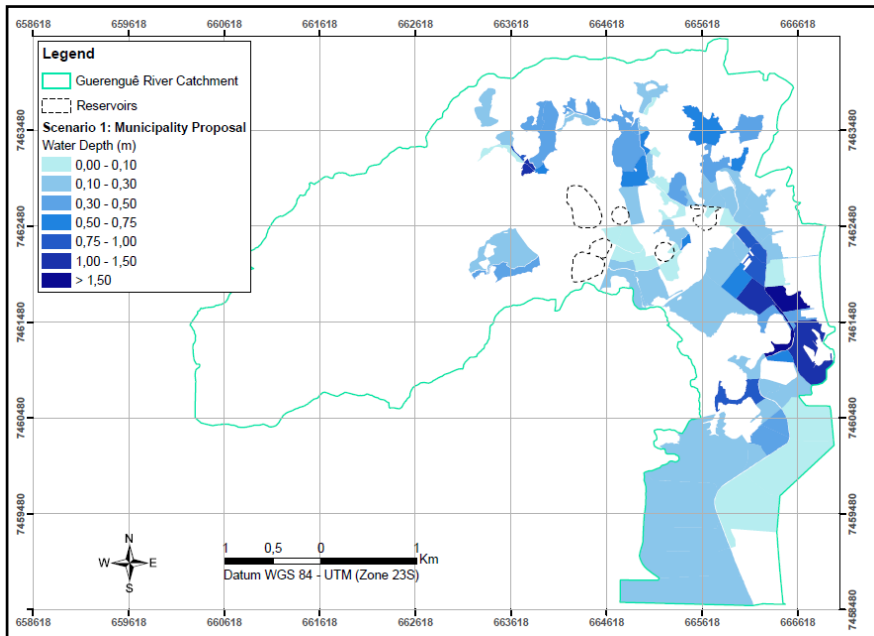 658618 659618 660618 661618 662618 663618 664618 665618 666618
Legend
Guerenguê River Catchment
Reservoirs
Scenario 1: Municipality Proposal
Water Depth (m)
0,00 - 0,10
0,10 - 0,30
0,30 - 0,50
0,50 - 0,75
0,75 - 1,00
1,00 - 1,50
> 1,50
7463480 7463480
7462480 7462480
7461480 7461480
7460480 7460480
7459480 7459480
7458480 7458480
N
W E
S
1 0,5 0 1
Km
Datum WGS 84 - UTM (Zone 23S)
658618 659618 660618 661618 662618 663618 664618 665618 666618